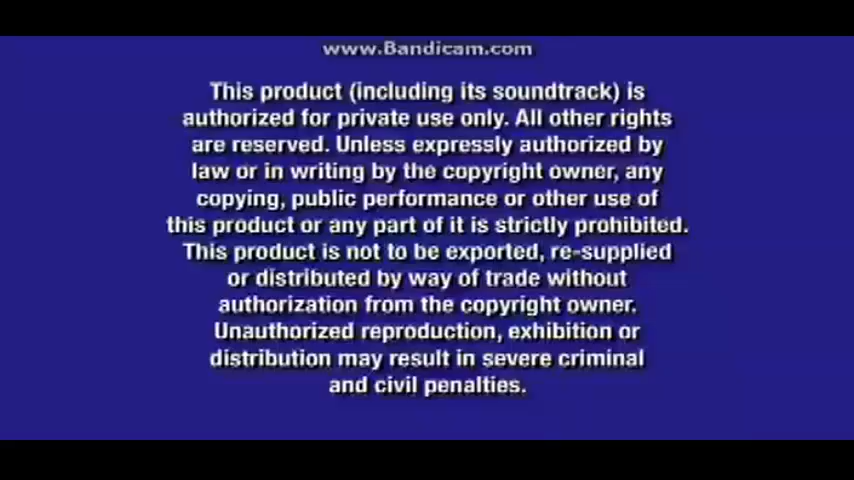 www.Bandicam.com
This product (including its soundtrack) is
authorized for private use only. All other rights
are reserved. Unless expressly authorized by
law or in writing by the copyright owner, any
copying, public performance or other use of
this product or any part of it is strictly prohibited.
This product is not to be exported, re-supplied
or distributed by way of trade without
authorization from the copyright owner.
Unauthorized reproduction, exhibition or
distribution may result in severe criminal
and civil penalties.